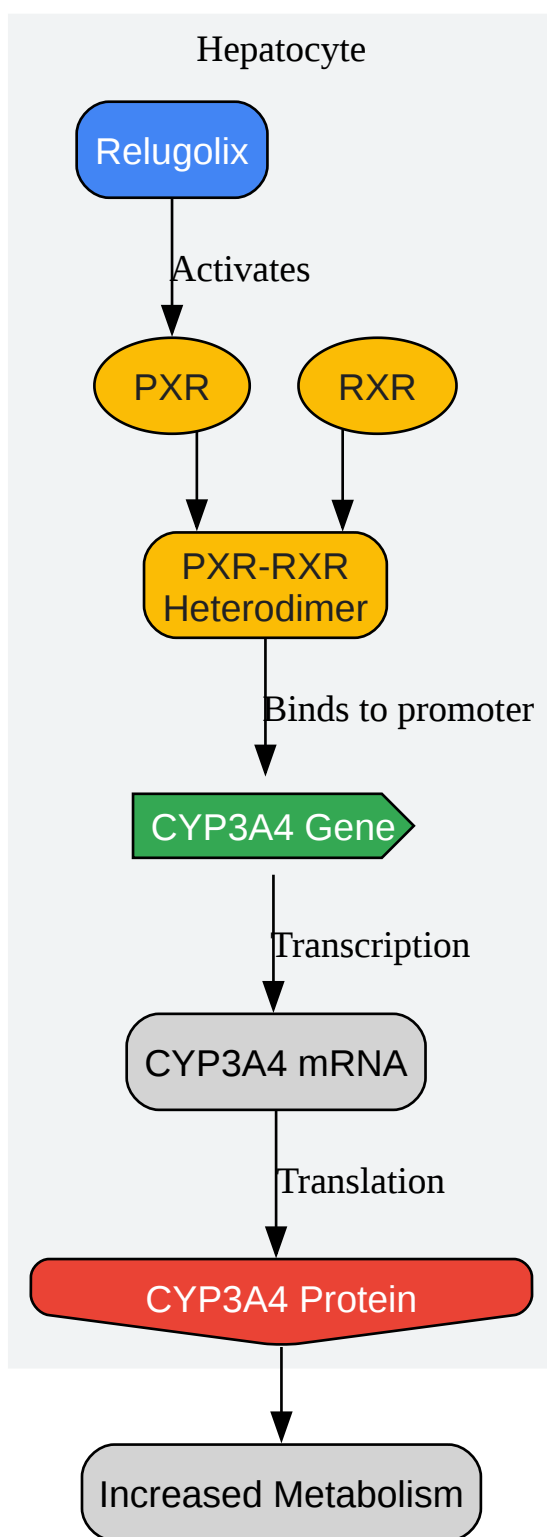 Hepatocyte
Relugolix
Activates
PXR
RXR
PXR-RXR
Heterodimer
Binds to promoter
CYP3A4 Gene
Transcription
CYP3A4 mRNA
Translation
CYP3A4 Protein
Increased Metabolism